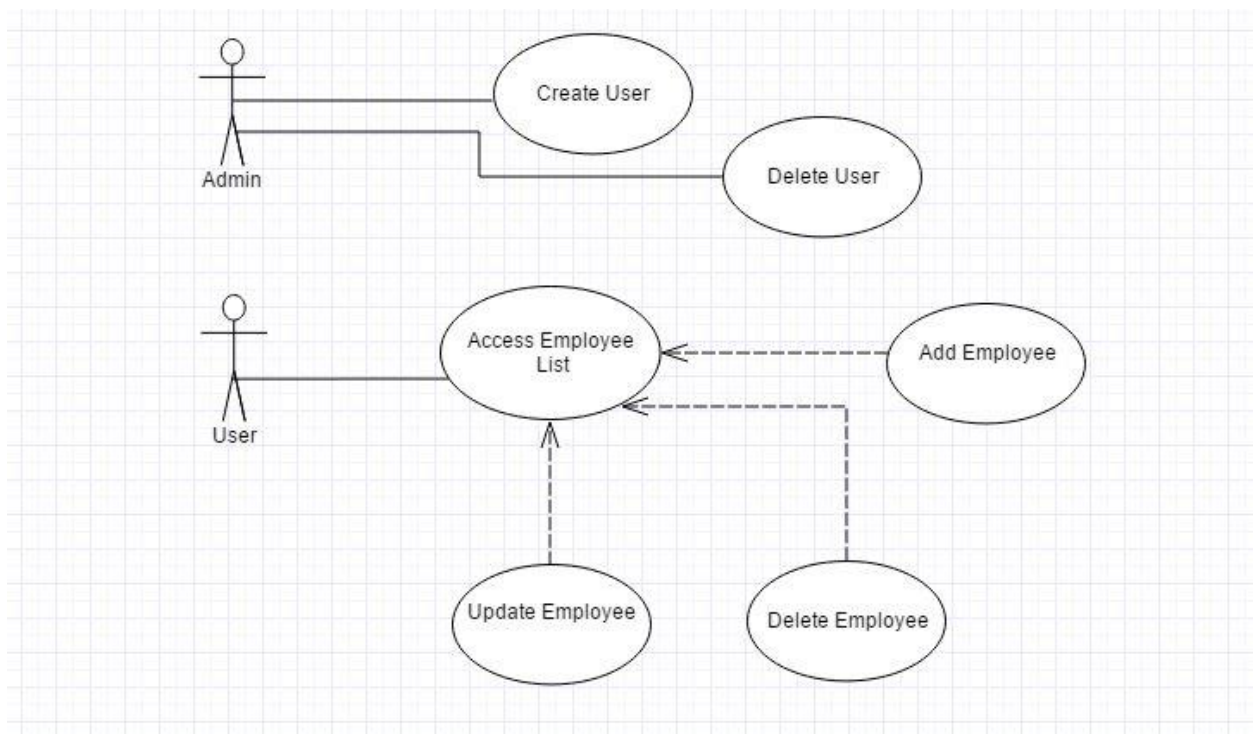 Create User
Admin
Delete User
Access Employee
List
Add Employee
User
Update Employee
Delete Employee